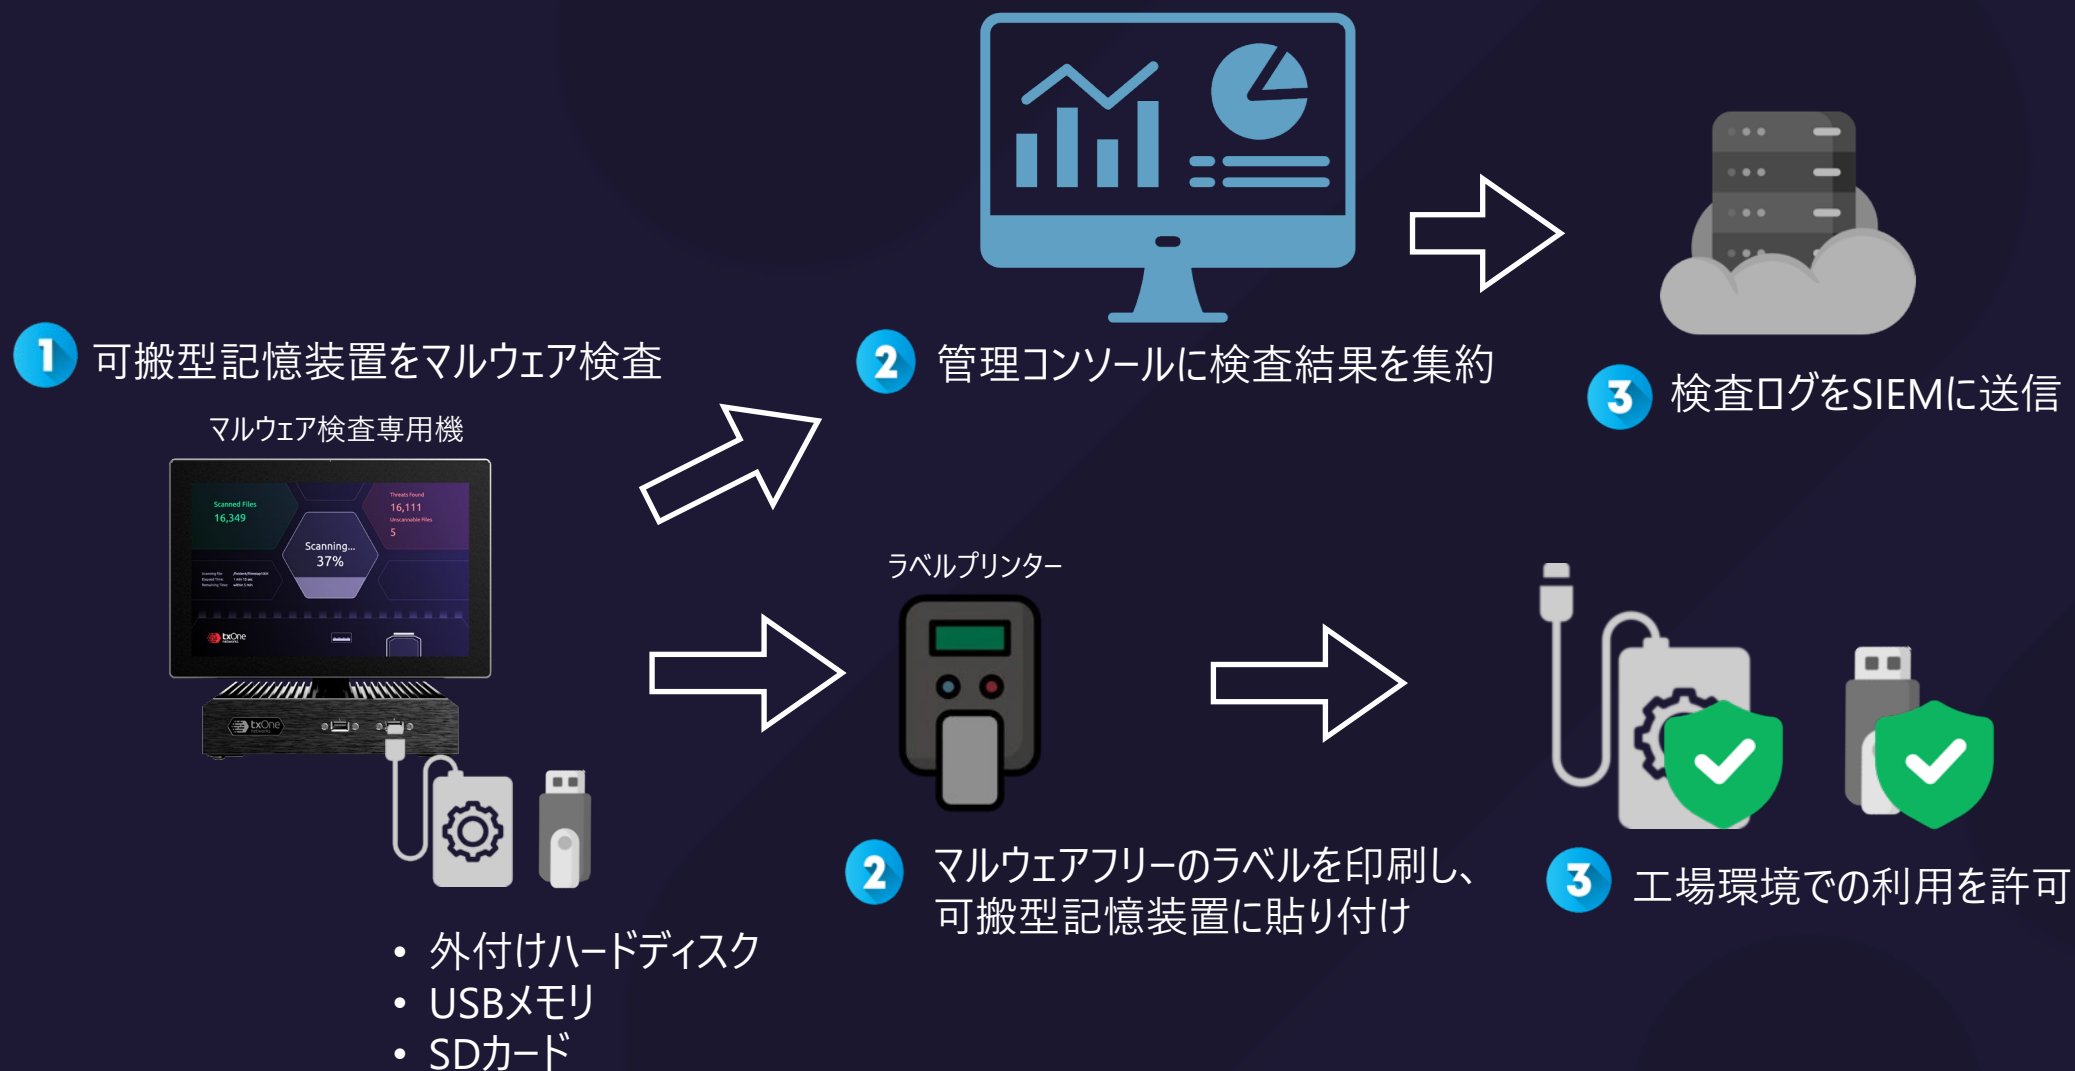 1 可搬型記憶装置をマルウェア検査
マルウェア検査専用機
Scanned Files
16,349
Threats Found
16,111
Unscannable Files
5
Scanning...
37%
txOne
networks
txOne
networks
• 外付けハードディスク
• USBメモリ
• SDカード
2 管理コンソールに検査結果を集約
3 検査ログをSIEMに送信
ラベルプリンター
2 マルウェアフリーのラベルを印刷し、
可搬型記憶装置に貼り付け
3 工場環境での利用を許可